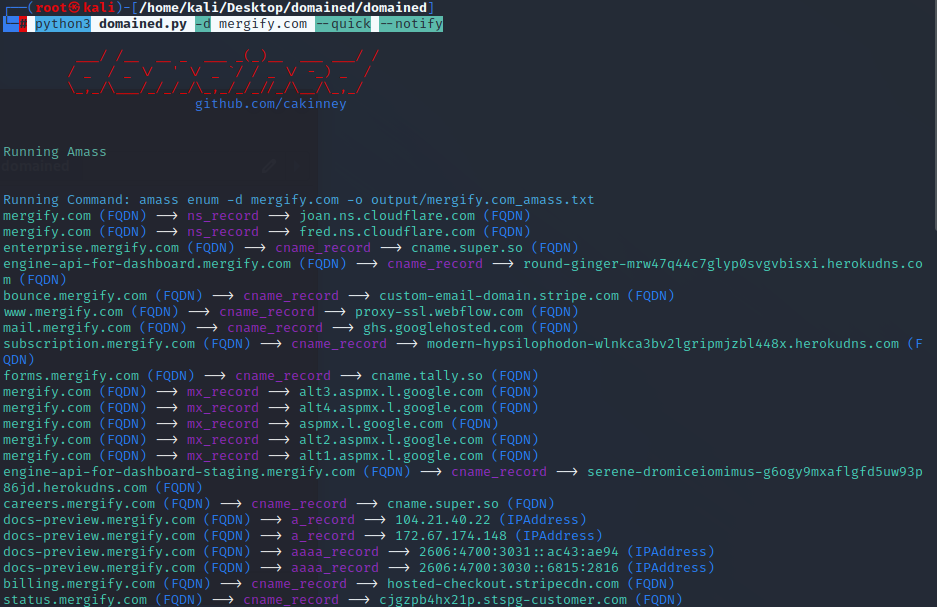 ┌──(root㉿kali)-[/home/kali/Desktop/domained/domained]
└─# python3 domained.py -d mergify.com --quick --notify
domained
github.com/cakinney
Running Amass
Running Command: amass enum -d mergify.com -o output/mergify.com_amass.txt
mergify.com (FQDN) --> ns_record --> joan.ns.cloudflare.com (FQDN)
mergify.com (FQDN) --> ns_record --> fred.ns.cloudflare.com (FQDN)
enterprise.mergify.com (FQDN) --> cname_record --> cname.super.so (FQDN)
engine-api-for-dashboard.mergify.com (FQDN) --> cname_record --> round-ginger-mrw47q44c7glyp0svgvbisxi.herokudns.co
m (FQDN)
bounce.mergify.com (FQDN) --> cname_record --> custom-email-domain.stripe.com (FQDN)
www.mergify.com (FQDN) --> cname_record --> proxy-ssl.webflow.com (FQDN)
mail.mergify.com (FQDN) --> cname_record --> ghs.googlehosted.com (FQDN)
subscription.mergify.com (FQDN) --> cname_record --> modern-hypsilophodon-wlnkca3bv2lgripmjzbl448x.herokudns.com (F
QDN)
forms.mergify.com (FQDN) --> cname_record --> cname.tally.so (FQDN)
mergify.com (FQDN) --> mx_record --> alt3.aspmx.l.google.com (FQDN)
mergify.com (FQDN) --> mx_record --> alt4.aspmx.l.google.com (FQDN)
mergify.com (FQDN) --> mx_record --> aspmx.l.google.com (FQDN)
mergify.com (FQDN) --> mx_record --> alt2.aspmx.l.google.com (FQDN)
mergify.com (FQDN) --> mx_record --> alt1.aspmx.l.google.com (FQDN)
engine-api-for-dashboard-staging.mergify.com (FQDN) --> cname_record --> serene-dromiceiomimus-g6ogy9mxaflgfd5uw93p
86jd.herokudns.com (FQDN)
careers.mergify.com (FQDN) --> cname_record --> cname.super.so (FQDN)
docs-preview.mergify.com (FQDN) --> a_record --> 104.21.40.22 (IPAddress)
docs-preview.mergify.com (FQDN) --> a_record --> 172.67.174.148 (IPAddress)
docs-preview.mergify.com (FQDN) --> aaaa_record --> 2606:4700:3031::ac43:ae94 (IPAddress)
docs-preview.mergify.com (FQDN) --> aaaa_record --> 2606:4700:3030::6815:2816 (IPAddress)
billing.mergify.com (FQDN) --> cname_record --> hosted-checkout.stripecdn.com (FQDN)
status.mergify.com (FQDN) --> cname_record --> cjgzpb4hx21p.stspg-customer.com (FQDN)